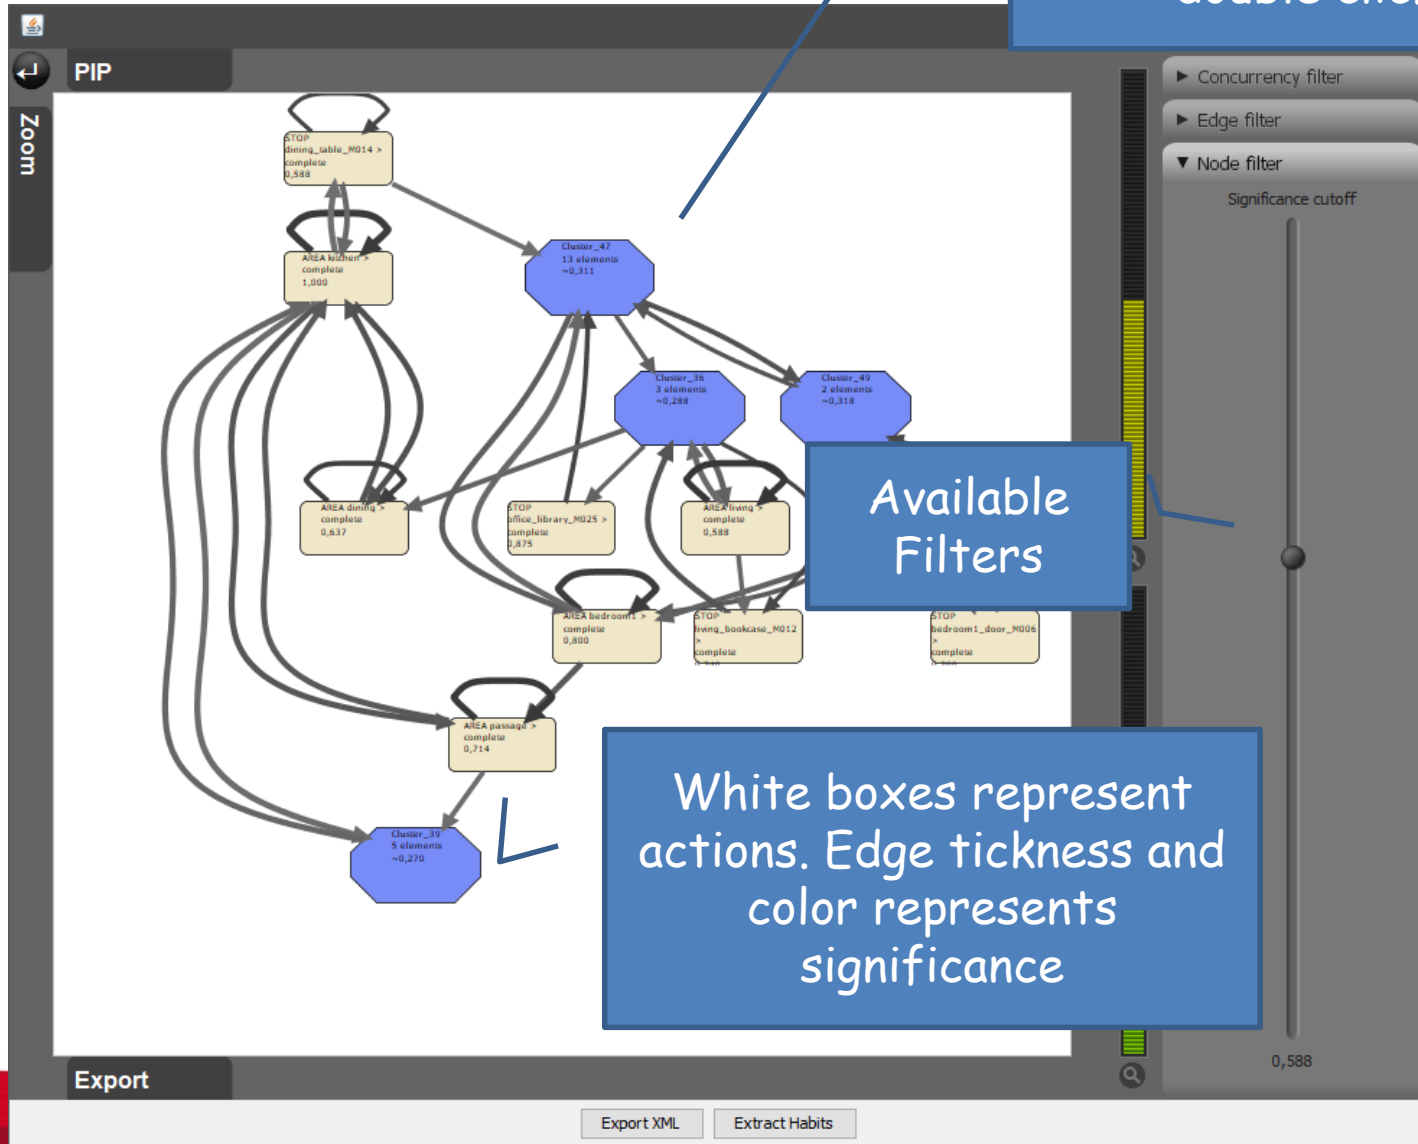 double click
PIP
Zoom
Concurrency filter
Edge filter
Node filter
Significance cutoff
STOP
dining_table_M014 >
complete
0,588
AREA kitchen >
complete
1,000
Cluster_47
13 elements
~0,311
Cluster_36
3 elements
~0,288
Cluster_49
2 elements
~0,318
AREA dining >
complete
0,637
STOP
office_library_M025 >
complete
0,875
AREA living >
complete
0,588
Available
Filters
AREA bedroom1 >
complete
0,800
STOP
living_bookcase_M012
>
complete
STOP
bedroom1_door_M006
>
complete
AREA passage >
complete
0,714
Cluster_39
5 elements
~0,270
White boxes represent
actions. Edge tickness and
color represents
significance
0,588
Export
Export XML
Extract Habits